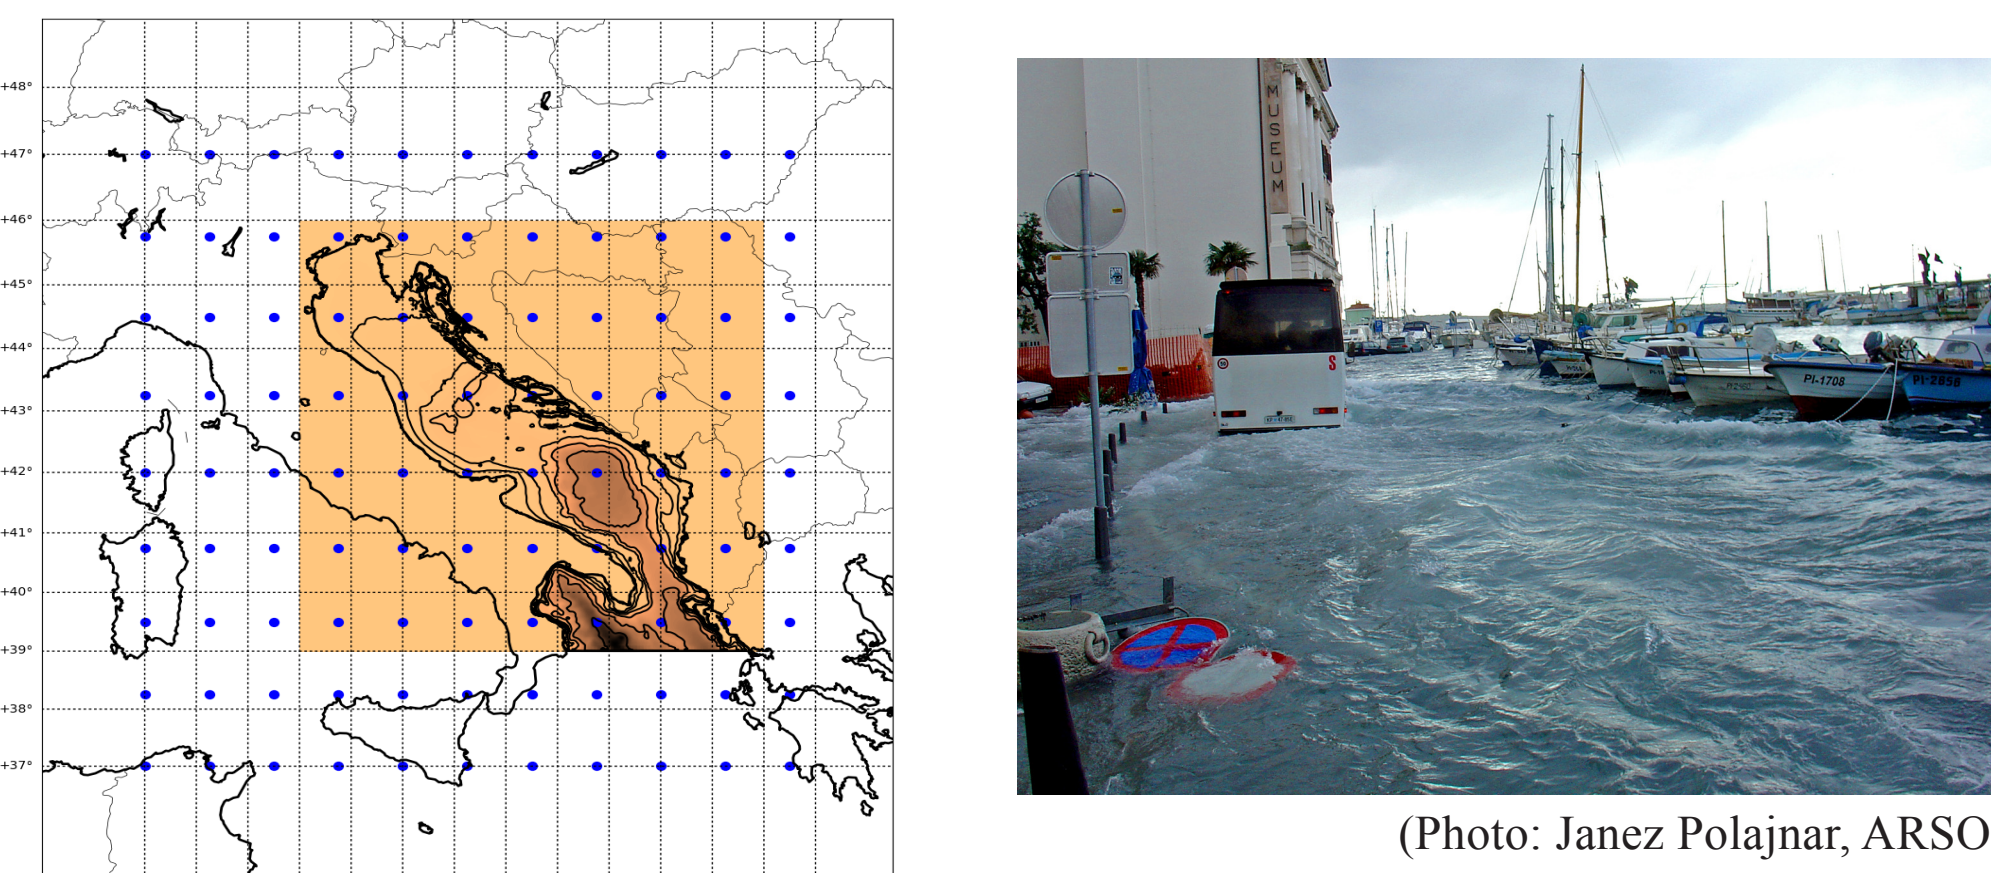 +48°
+47°
+46°
+45°
+44°
+43°
+42°
+41°
+40°
+39°
+38°
+37°
MUSEUM
S
PI-1708
PI-2858
(Photo: Janez Polajnar, ARSO